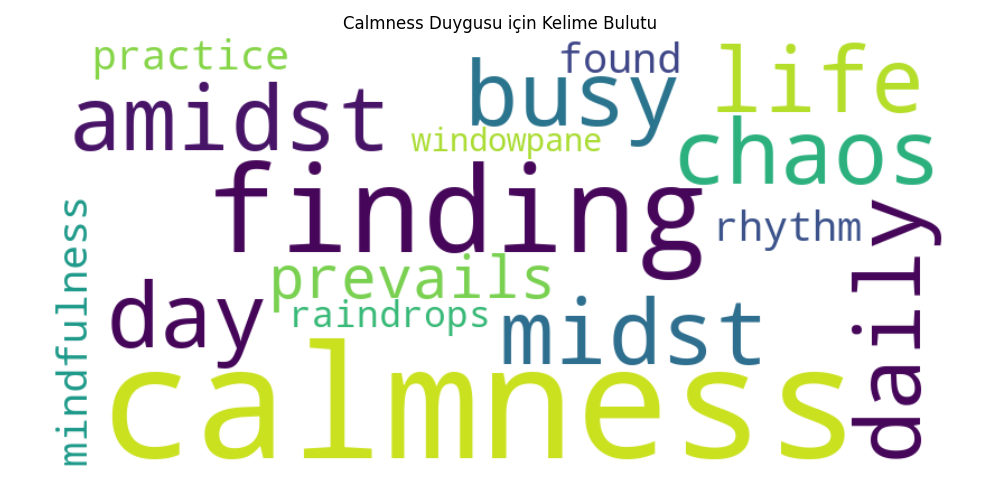 Calmness Duygusu için Kelime Bulutu
practice
found
life
busy
amidst
windowpane
chaos
finding
mindfulness
rhythm
daily
prevails
day
raindrops
midst
calmness